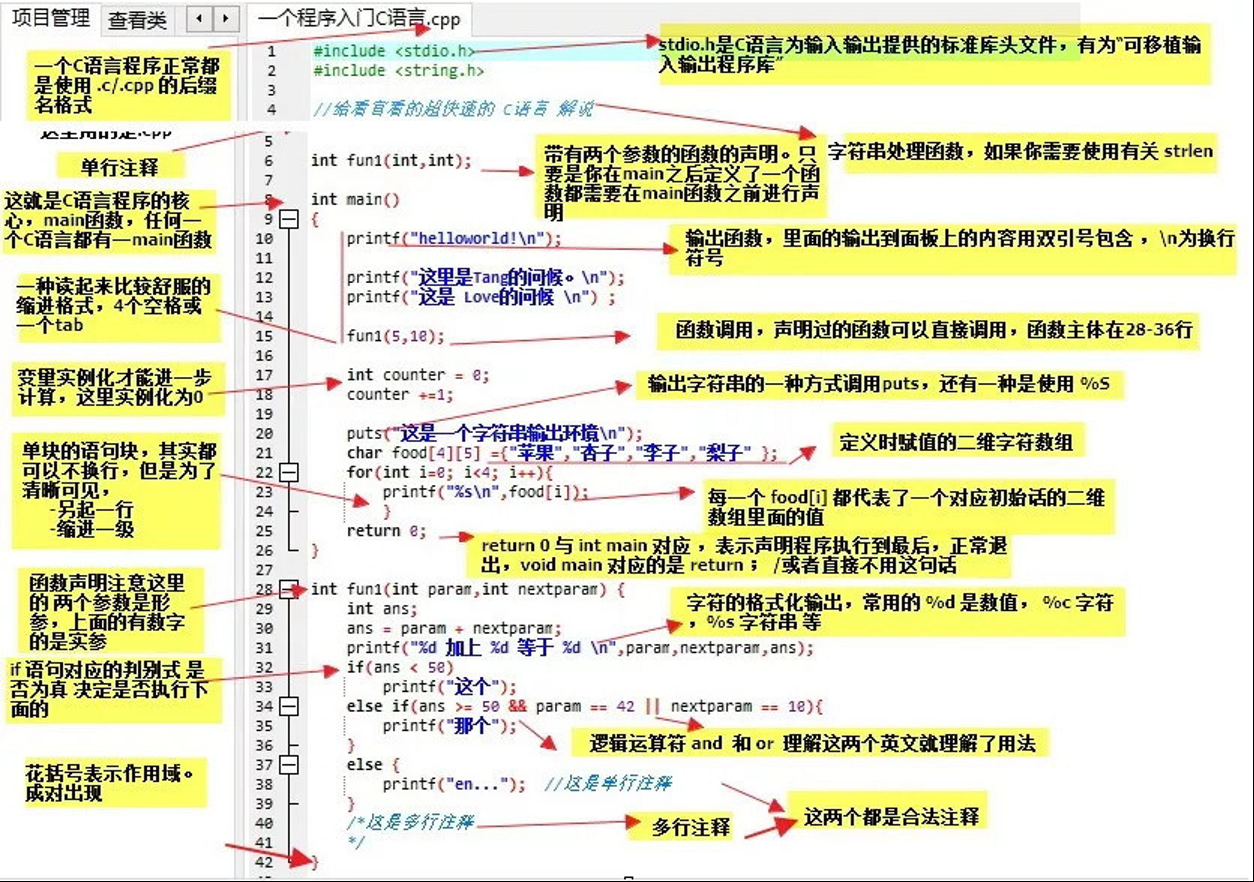 项目管理 查看类 一个程序入门C语言.cpp
一个C语言程序正常都
是使用 .c/.cpp 的后缀
名格式
单行注释
这就是C语言程序的核
心，main函数，任何一
个C语言都有一main函数
一种读起来比较舒服的
缩进格式，4个空格或
一个tab
变里实例化才能进一步
计算，这里实例化为0
单块的语句块，其实都
可以不换行，但是为了
清晰可见，
-另起一行
-缩进一级
函数声明注意这里
的 两个参数是形
参，上面的有数字
的是实参
if 语句对应的判别式 是
否为真 决定是否执行下
面的
花括号表示作用域。
成对出现
1 #include <stdio.h>
2 #include <string.h>
3
4 //给看官看的超快速的 C语言 解说
5
6 int fun1(int,int);
7
8 int main()
9 {
10 printf("helloworld!\n");
11
12 printf("这里是Tang的问候。\n");
13 printf("这是 Love的问候 \n") ;
14
15 fun1(5,10);
16
17 int counter = 0;
18 counter +=1;
19
20 puts("这是一个字符串输出环境\n");
21 char food[4][5] ={"苹果","杏子","李子","梨子" };
22 for(int i=0; i<4; i++){
23 printf("%s\n",food[i]);
24 }
25 return 0;
26 }
27
28 int fun1(int param,int nextparam) {
29 int ans;
30 ans = param + nextparam;
31 printf("%d 加上 %d 等于 %d \n",param,nextparam,ans);
32 if(ans < 50)
33 printf("这个");
34 else if(ans >= 50 && param == 42 || nextparam == 10){
35 printf("那个");
36 }
37 else {
38 printf("en..."); //这是单行注释
39 }
40 /*这是多行注释
41 */
42 }
stdio.h是C语言为输入输出提供的标准库头文件，有为“可移植输
入输出程序库”
字符串处理函数，如果你需要使用有关 strlen
带有两个参数的函数的声明。只
要是你在main之后定义了一个函
数都需要在main函数之前进行声
明
输出函数，里面的输出到面板上的内容用双引号包含 ，\n为换行
符号
函数调用，声明过的函数可以直接调用，函数主体在28-36行
输出字符串的一种方式调用puts，还有一种是使用 %S
定义时赋值的二维字符数组
每一个 food[i] 都代表了一个对应初始话的二维
数组里面的值
return 0 与 int main 对应 ，表示声明程序执行到最后，正常退
出，void main 对应的是 return ； /或者直接不用这句话
字符的格式化输出，常用的 %d 是数值， %c 字符
，%s 字符串 等
逻辑运算符 and 和 or 理解这两个英文就理解了用法
多行注释
这两个都是合法注释